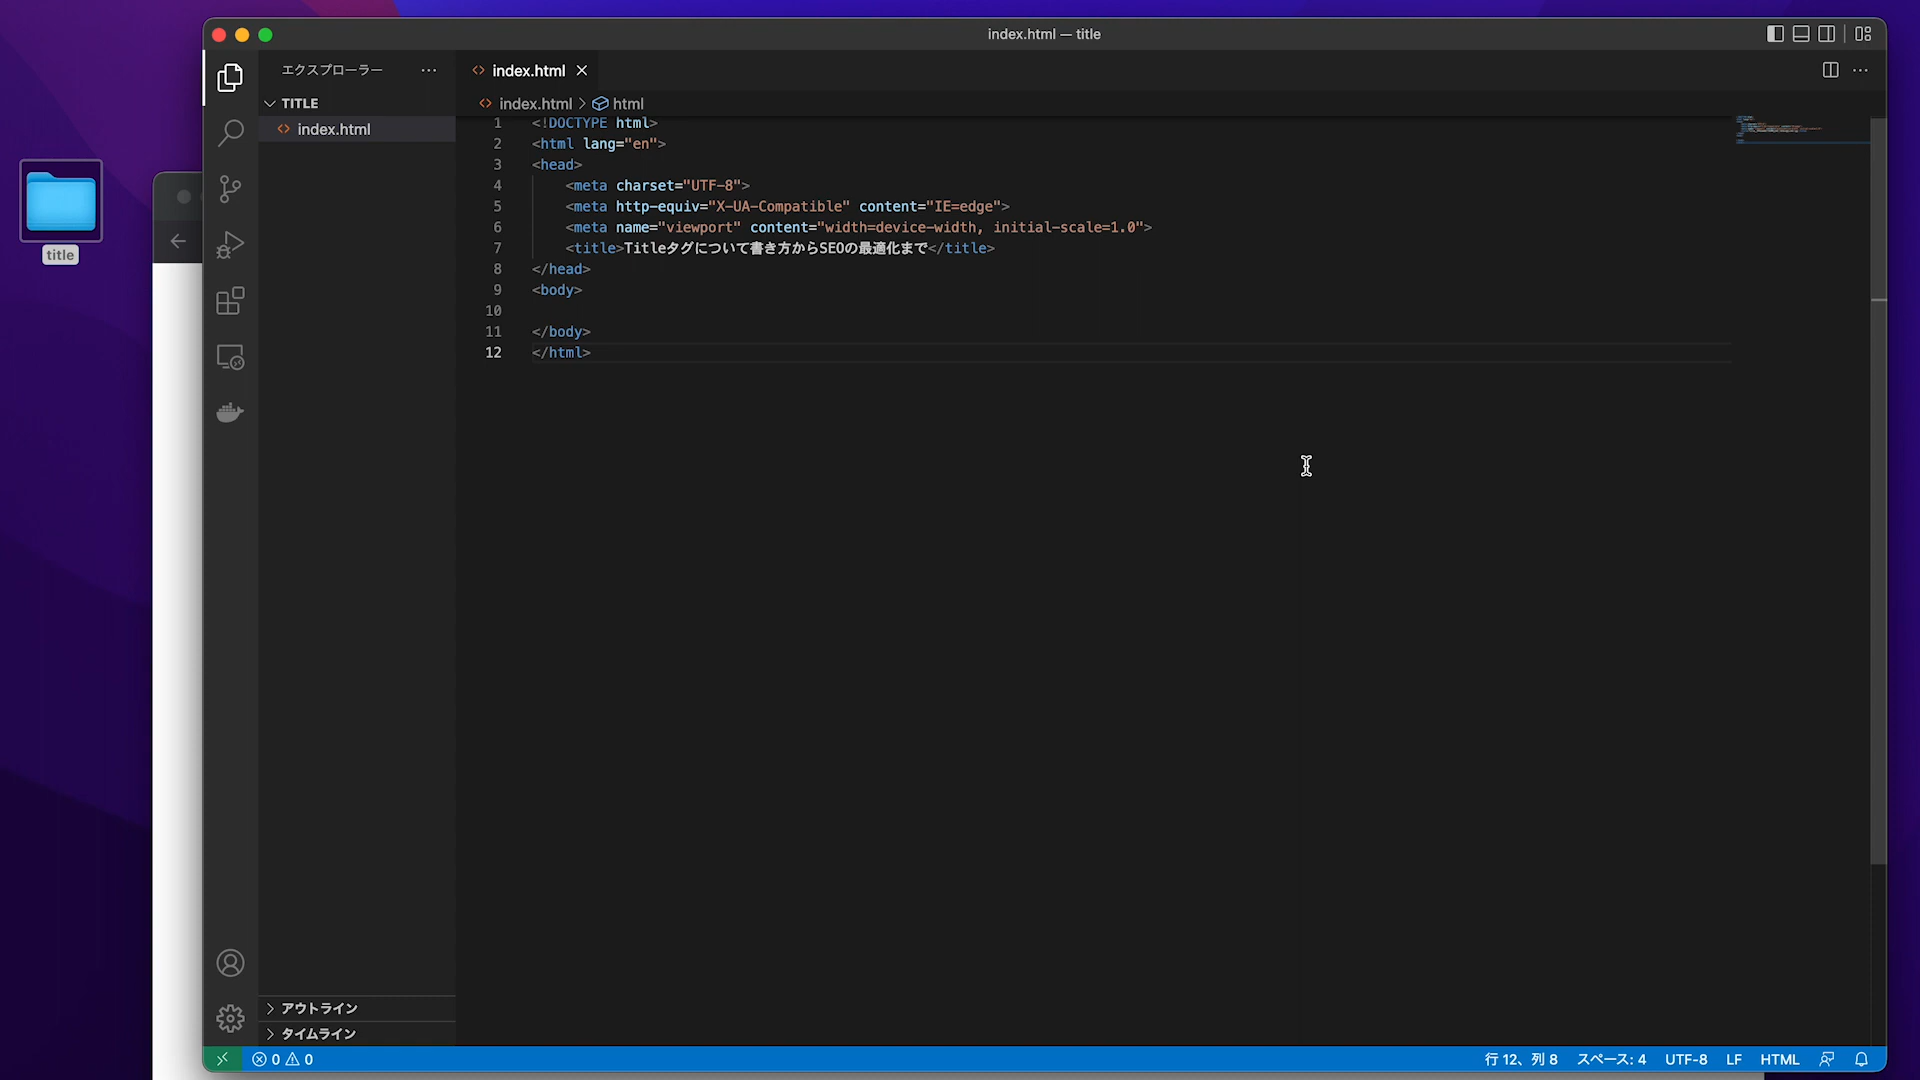 index.html — title
title
エクスプローラー
TITLE
index.html
index.html
index.html > html
1 <!DOCTYPE html>
2 <html lang="en">
3 <head>
4 <meta charset="UTF-8">
5 <meta http-equiv="X-UA-Compatible" content="IE=edge">
6 <meta name="viewport" content="width=device-width, initial-scale=1.0">
7 <title>Titleタグについて書き方からSEOの最適化まで</title>
8 </head>
9 <body>
10
11 </body>
12 </html>
アウトライン
タイムライン
0 0
行 12、列 8 スペース: 4 UTF-8 LF HTML